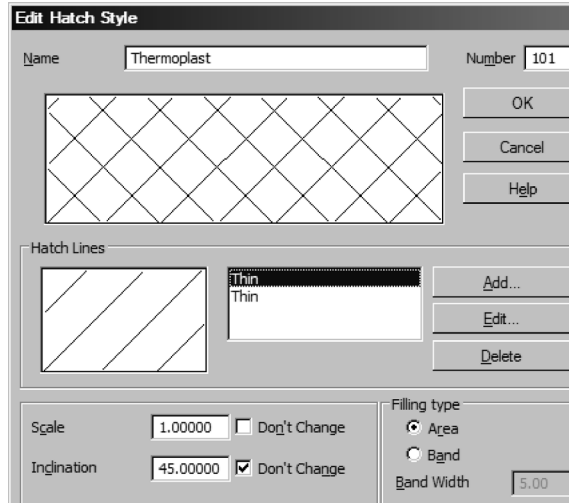 Edit Hatch Style
Name Thermoplast Number 101
OK
Cancel
Help
Hatch Lines
Thin
Thin
Add...
Edit...
Delete
Scale 1.00000 Don't Change
Inclination 45.00000 Don't Change
Filling type
Area
Band
Band Width 5.00